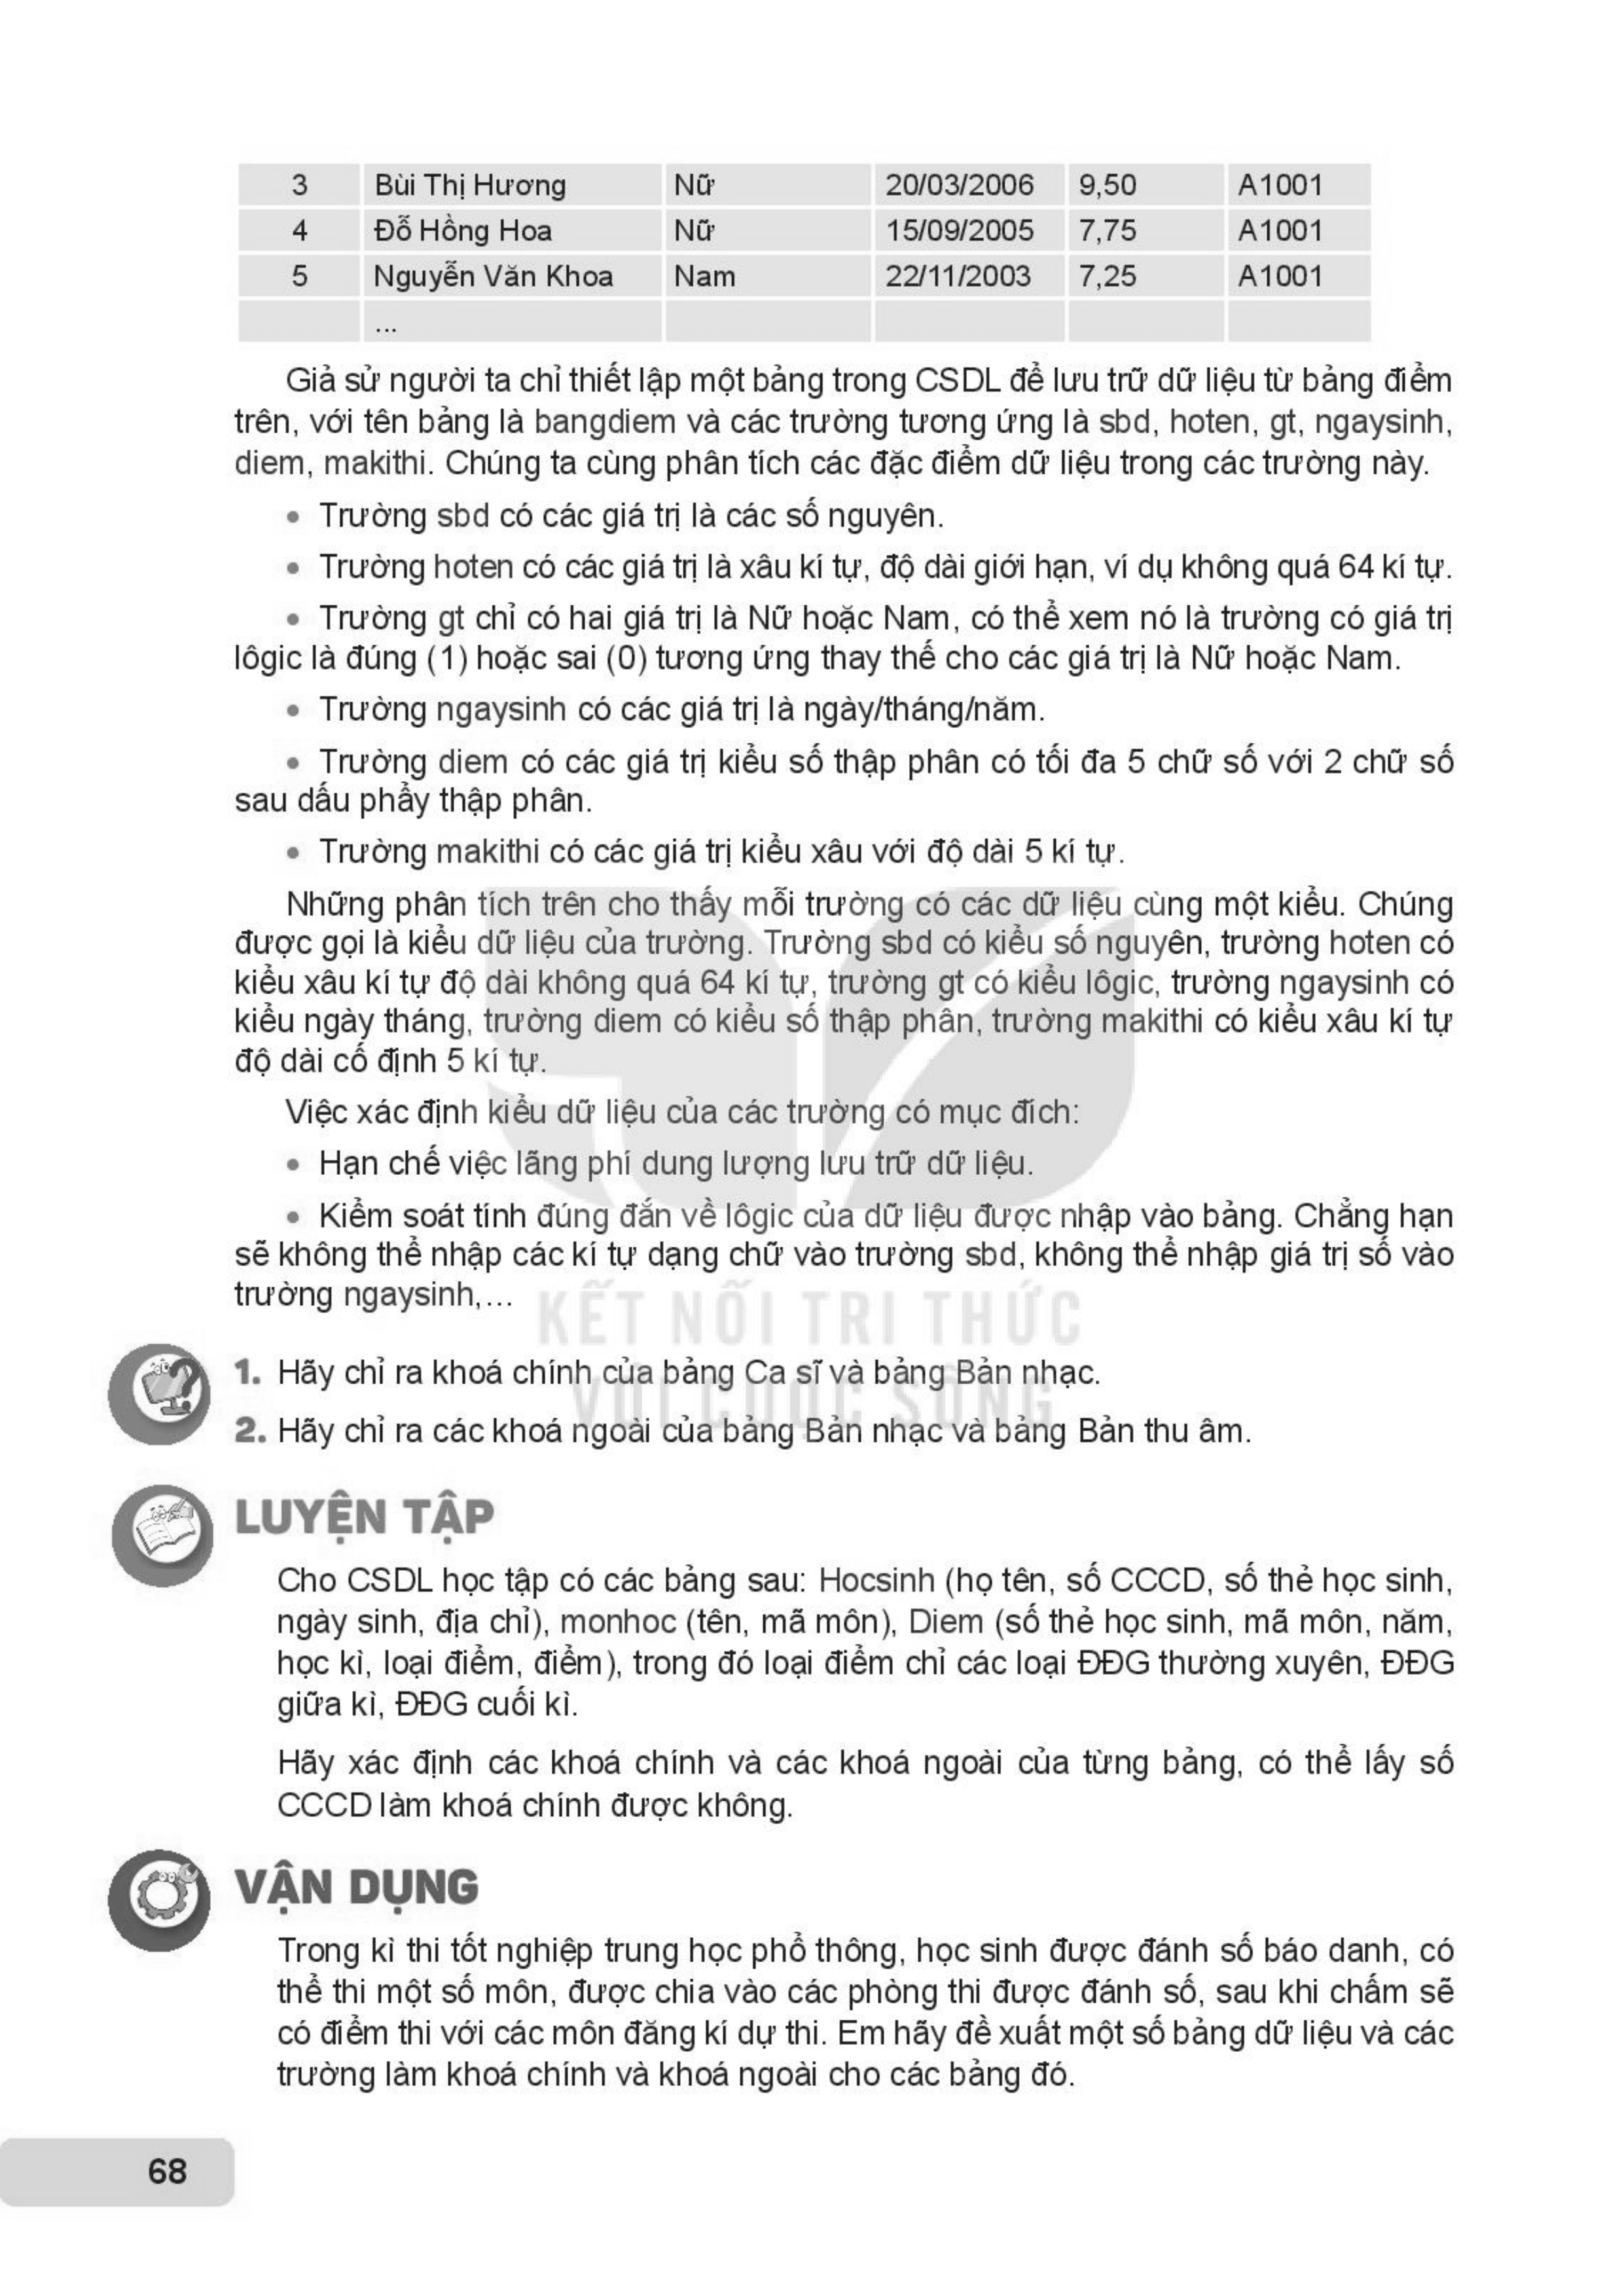 3 Bùi Thị Hương Nữ 20/03/2006 9,50 A1001
4 Đỗ Hồng Hoa Nữ 15/09/2005 7,75 A1001
5 Nguyễn Văn Khoa Nam 22/11/2003 7,25 A1001
...
Giả sử người ta chỉ thiết lập một bảng trong CSDL để lưu trữ dữ liệu từ bảng điểm
trên, với tên bảng là bangdiem và các trường tương ứng là sbd, hoten, gt, ngaysinh,
diem, makithi. Chúng ta cùng phân tích các đặc điểm dữ liệu trong các trường này.
• Trường sbd có các giá trị là các số nguyên.
• Trường hoten có các giá trị là xâu kí tự, độ dài giới hạn, ví dụ không quá 64 kí tự.
• Trường gt chỉ có hai giá trị là Nữ hoặc Nam, có thể xem nó là trường có giá trị
lôgic là đúng (1) hoặc sai (0) tương ứng thay thế cho các giá trị là Nữ hoặc Nam.
• Trường ngaysinh có các giá trị là ngày/tháng/năm.
• Trường diem có các giá trị kiểu số thập phân có tối đa 5 chữ số với 2 chữ số
sau dấu phẩy thập phân.
• Trường makithi có các giá trị kiểu xâu với độ dài 5 kí tự.
Những phân tích trên cho thấy mỗi trường có các dữ liệu cùng một kiểu. Chúng
được gọi là kiểu dữ liệu của trường. Trường sbd có kiểu số nguyên, trường hoten có
kiểu xâu kí tự độ dài không quá 64 kí tự, trường gt có kiểu lôgic, trường ngaysinh có
kiểu ngày tháng, trường diem có kiểu số thập phân, trường makithi có kiểu xâu kí tự
độ dài cố định 5 kí tự.
Việc xác định kiểu dữ liệu của các trường có mục đích:
• Hạn chế việc lãng phí dung lượng lưu trữ dữ liệu.
• Kiểm soát tính đúng đắn về lôgic của dữ liệu được nhập vào bảng. Chẳng hạn
sẽ không thể nhập các kí tự dạng chữ vào trường sbd, không thể nhập giá trị số vào
trường ngaysinh,...
KẾT NỐI TRI THỨC
VỚI CUỘC SỐNG
1. Hãy chỉ ra khoá chính của bảng Ca sĩ và bảng Bản nhạc.
2. Hãy chỉ ra các khoá ngoài của bảng Bản nhạc và bảng Bản thu âm.
LUYỆN TẬP
Cho CSDL học tập có các bảng sau: Hocsinh (họ tên, số CCCD, số thẻ học sinh,
ngày sinh, địa chỉ), monhoc (tên, mã môn), Diem (số thẻ học sinh, mã môn, năm,
học kì, loại điểm, điểm), trong đó loại điểm chỉ các loại ĐĐG thường xuyên, ĐĐG
giữa kì, ĐĐG cuối kì.
Hãy xác định các khoá chính và các khoá ngoài của từng bảng, có thể lấy số
CCCD làm khoá chính được không.
VẬN DỤNG
Trong kì thi tốt nghiệp trung học phổ thông, học sinh được đánh số báo danh, có
thể thi một số môn, được chia vào các phòng thi được đánh số, sau khi chấm sẽ
có điểm thi với các môn đăng kí dự thi. Em hãy đề xuất một số bảng dữ liệu và các
trường làm khoá chính và khoá ngoài cho các bảng đó.
68